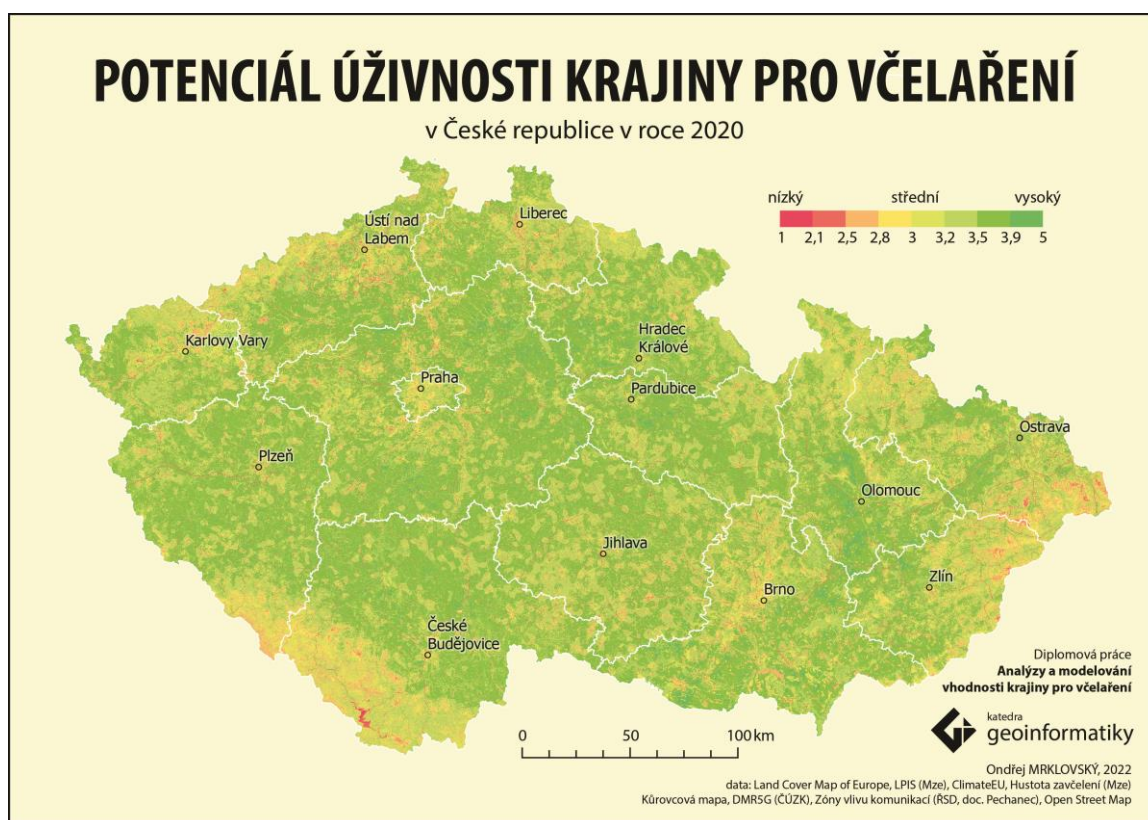 POTENCIÁL ÚŽIVNOSTI KRAJINY PRO VČELAŘENÍ
v České republice v roce 2020
nízký střední vysoký
1 2,1 2,5 2,8 3 3,2 3,5 3,9 5
Liberec
Ústí nad
Labem
Karlovy Vary
Hradec
Králové
Praha
Pardubice
Ostrava
Plzeň
Olomouc
Jihlava
Zlín
Brno
České
Budějovice
0 50 100 km
Diplomová práce
Analýzy a modelování
vhodnosti krajiny pro včelaření
katedra
geoinformatiky
Ondřej MRKLOVSKÝ, 2022
data: Land Cover Map of Europe, LPIS (Mze), ClimateEU, Hustota zavčelení (Mze)
Kůrovcová mapa, DMR5G (ČÚZK), Zóny vlivu komunikací (ŘSD, doc. Pechanec), Open Street Map